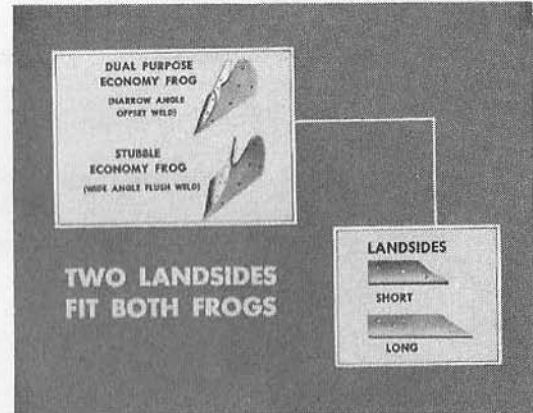 DUAL PURPOSE
ECONOMY FROG
(NARROW ANGLE
OFFSET WELD)
STUBBLE
ECONOMY FROG
(WIDE ANGLE FLUSH WELD)
TWO LANDSIDES
FIT BOTH FROGS
LANDSIDES
SHORT
LONG